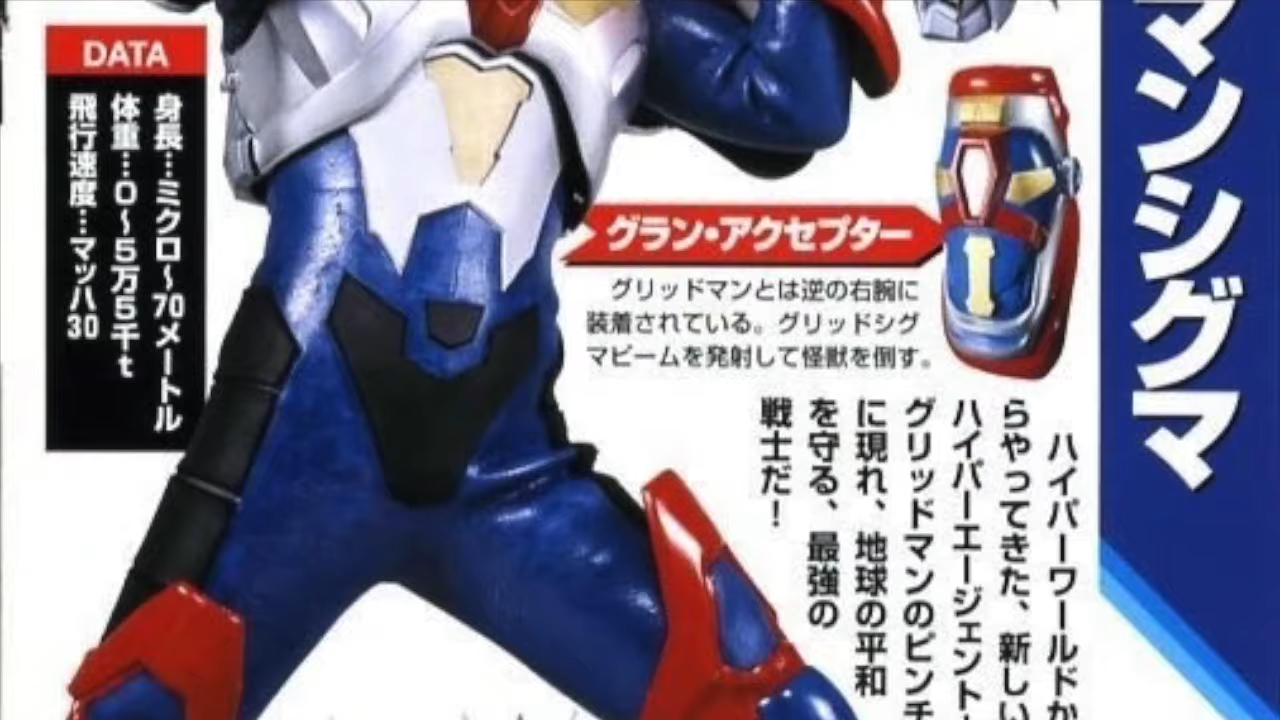 マンシグマ
DATA
身長…ミクロ~70メートル
体重…0~5万5千t
飛行速度…マッハ30
グラン・アクセプター
グリッドマンとは逆の右腕に
装着されている。グリッドシグ
マビームを発射して怪獣を倒す。
ハイパーワールドか
らやってきた、新しい
ハイパーエージェント
グリッドマンのピンチ
に現れ、地球の平和
を守る、最強の
戦士だ!